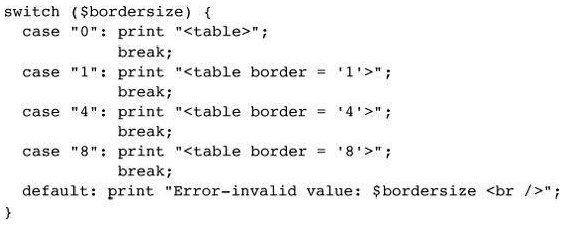 switch ($bordersize) {
  case "0": print "<table>";
            break;
  case "1": print "<table border = '1'>";
            break;
  case "4": print "<table border = '4'>";
            break;
  case "8": print "<table border = '8'>";
            break;
  default: print "Error–invalid value: $bordersize <br />";
}